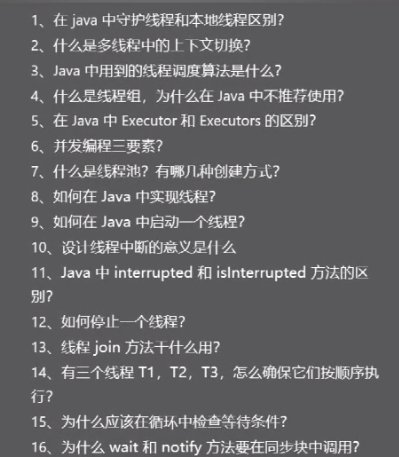 1、在 java 中守护线程和本地线程区别?
2、什么是多线程中的上下文切换?
3、Java 中用到的线程调度算法是什么?
4、什么是线程组，为什么在 Java 中不推荐使用?
5、在 Java 中 Executor 和 Executors 的区别?
6、并发编程三要素?
7、什么是线程池? 有哪几种创建方式?
8、如何在 Java 中实现线程?
9、如何在 Java 中启动一个线程?
10、设计线程中断的意义是什么
11、Java 中 interrupted 和 isInterrupted 方法的区
别?
12、如何停止一个线程?
13、线程 join 方法干什么用?
14、有三个线程 T1，T2，T3，怎么确保它们按顺序执
行?
15、为什么应该在循环中检查等待条件?
16、为什么 wait 和 notify 方法要在同步块中调用?